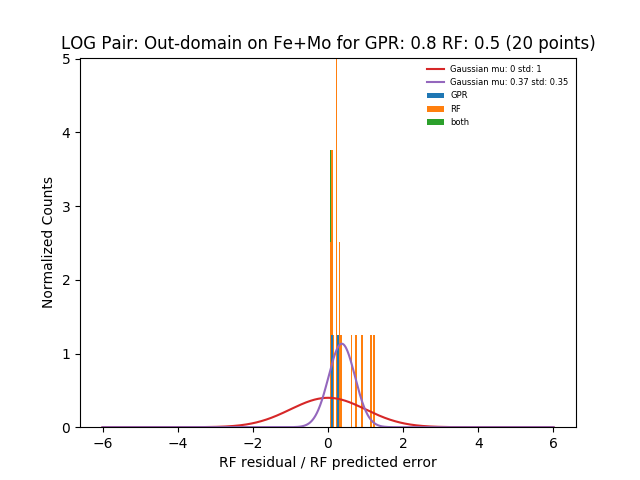 LOG Pair: Out-domain on Fe+Mo for GPR: 0.8 RF: 0.5 (20 points)
Gaussian mu: 0 std: 1
Gaussian mu: 0.37 std: 0.35
GPR
RF
both
Normalized Counts
5
4
3
2
1
0
−6
−4
−2
0
2
4
6
RF residual / RF predicted error